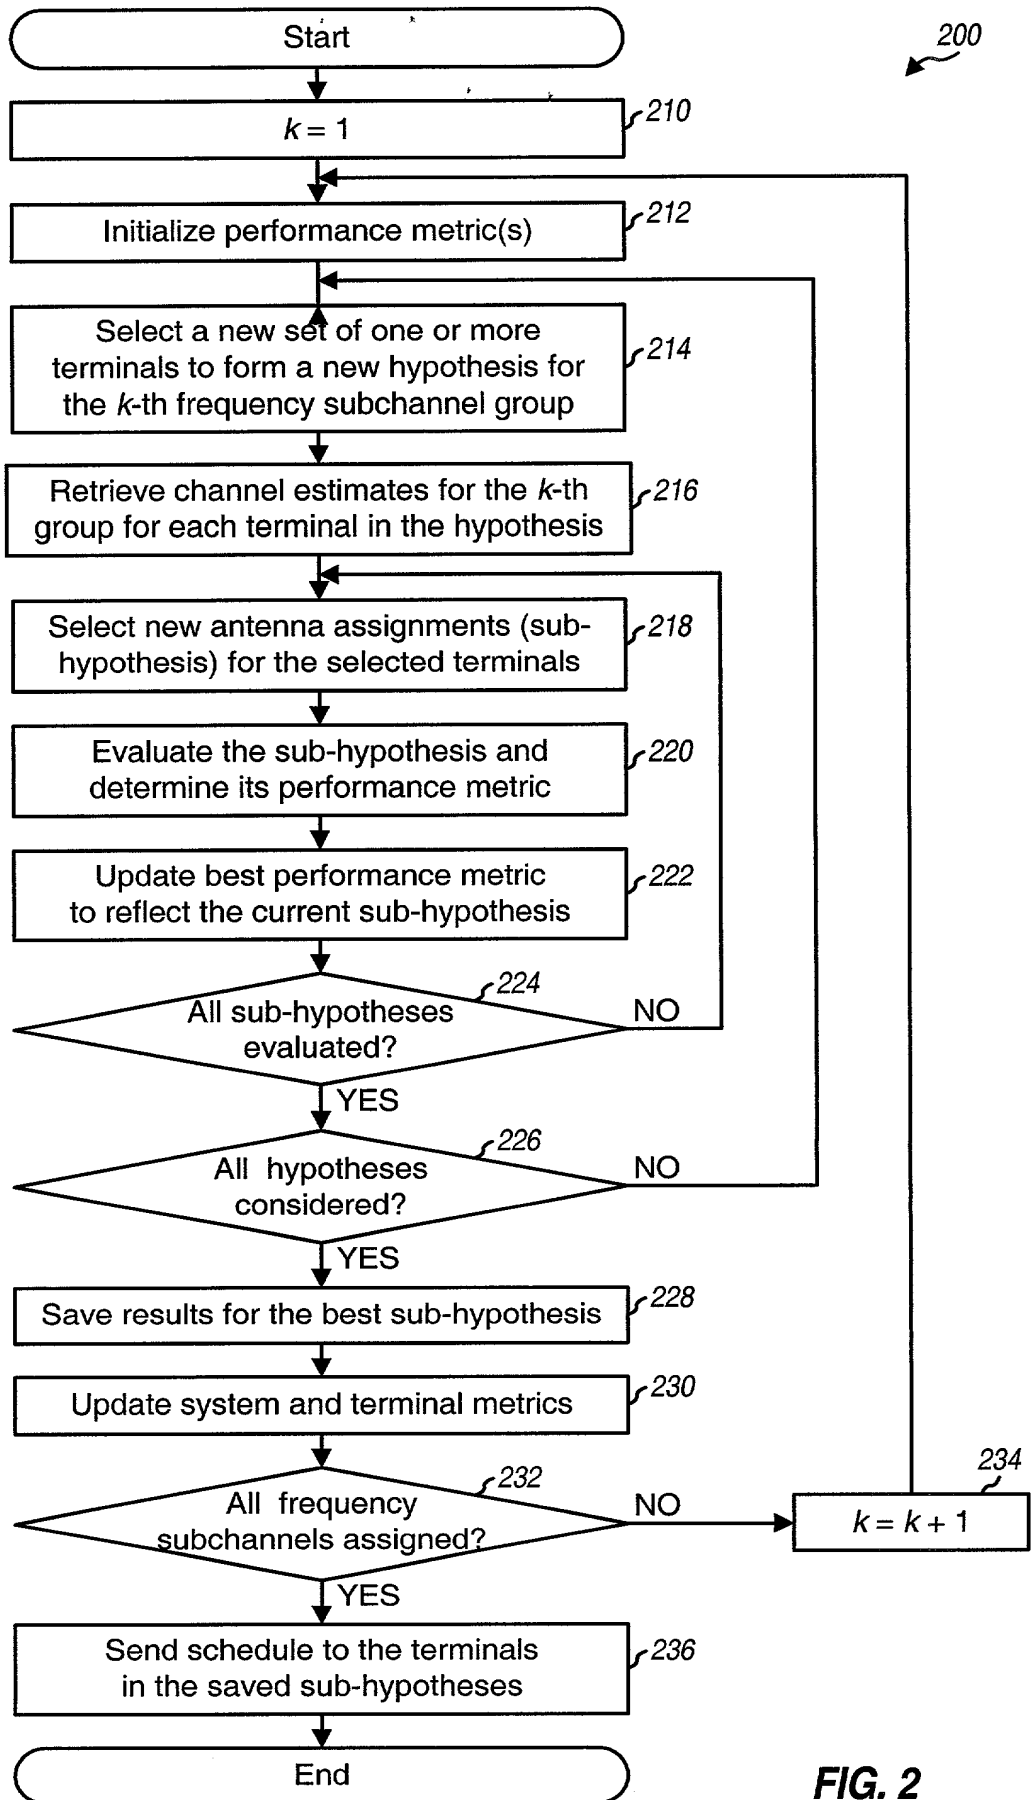 Start
200
k = 1
210
Initialize performance metric(s)
212
Select a new set of one or more
terminals to form a new hypothesis for
the k-th frequency subchannel group
214
Retrieve channel estimates for the k-th
group for each terminal in the hypothesis
216
Select new antenna assignments (sub-
hypothesis) for the selected terminals
218
Evaluate the sub-hypothesis and
determine its performance metric
220
Update best performance metric
to reflect the current sub-hypothesis
222
224
All sub-hypotheses
evaluated?
NO
YES
226
All hypotheses
considered?
NO
YES
Save results for the best sub-hypothesis
228
Update system and terminal metrics
230
232
All frequency
subchannels assigned?
NO
234
k = k + 1
YES
Send schedule to the terminals
in the saved sub-hypotheses
236
End
FIG. 2